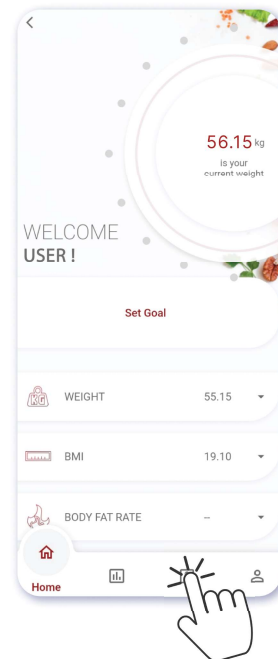 56.15 kg
is your
current weight
WELCOME
USER !
Set Goal
KG WEIGHT 55.15
BMI 19.10
BODY FAT RATE --
Home